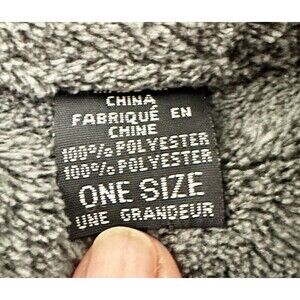 CHINA
FABRIQUÉ EN
CHINE
100% POLYESTER
100% POLYESTER
ONE SIZE
UNE GRANDEUR